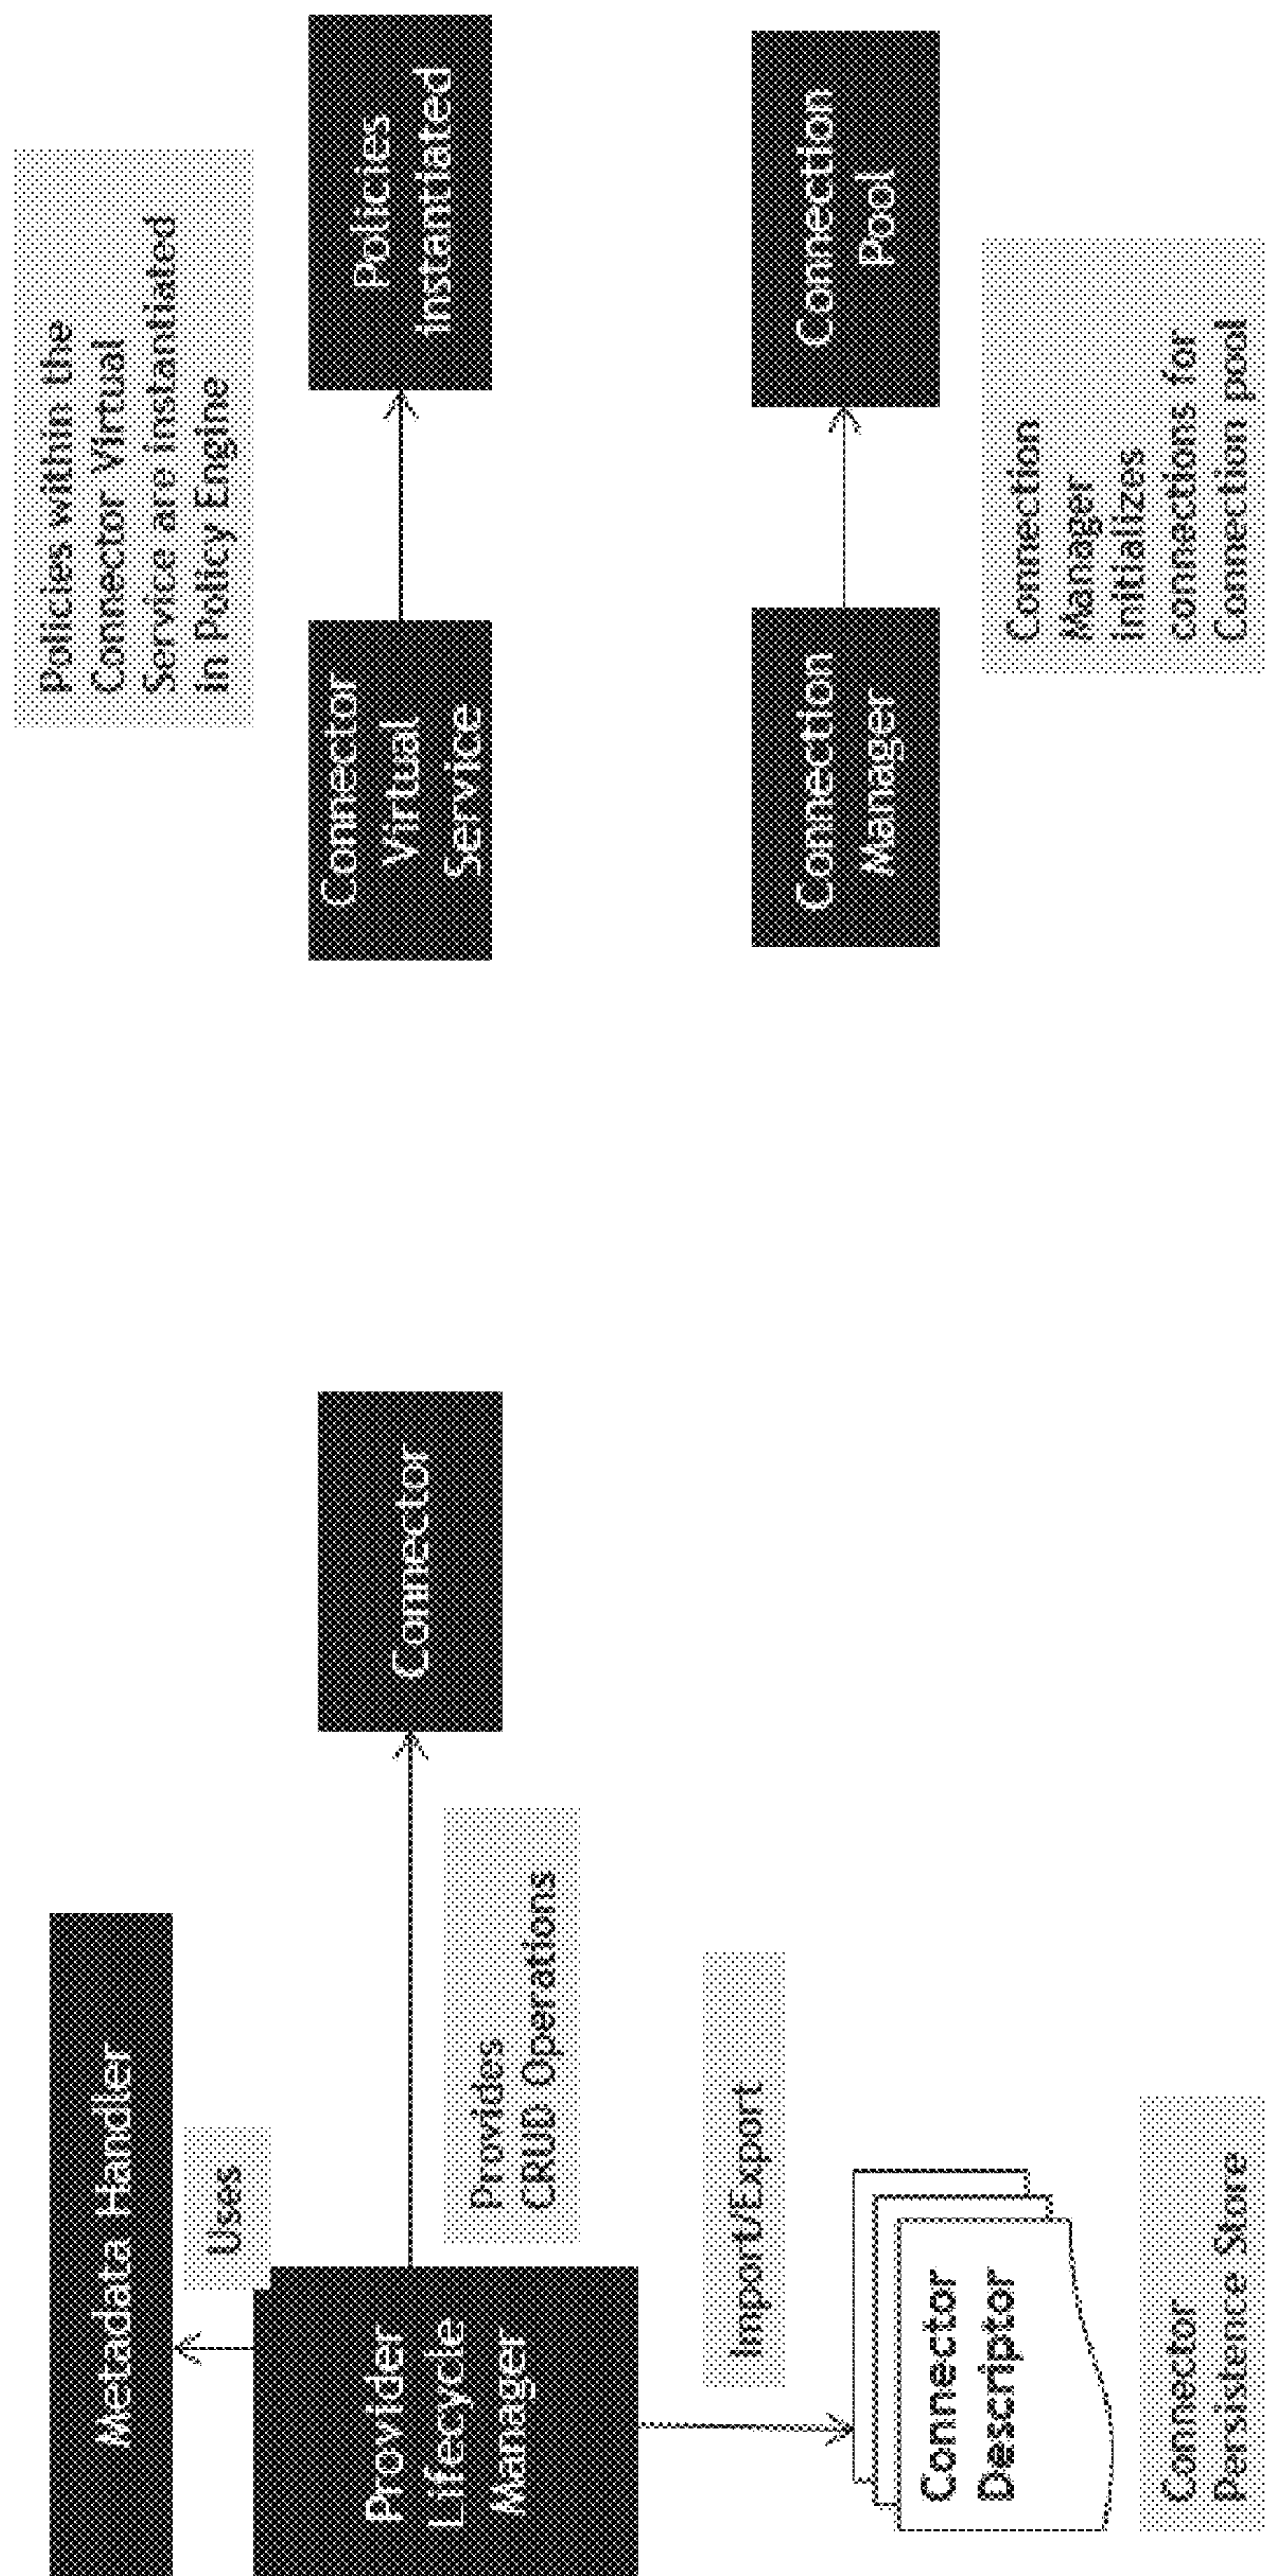 Metadata Handler
Uses
Provider
Lifecycle
Manager
Provides
CRUD Operations
Connector
Import/Export
Connector
Descriptor
Connector
Persistence Store
Policies within the
Connector Virtual
Service are instantiated
in Policy Engine
Connector
Virtual
Service
Policies
instantiated
Connection
Manager
Connection
Pool
Connection
Manager
initializes
connections for
Connection pool